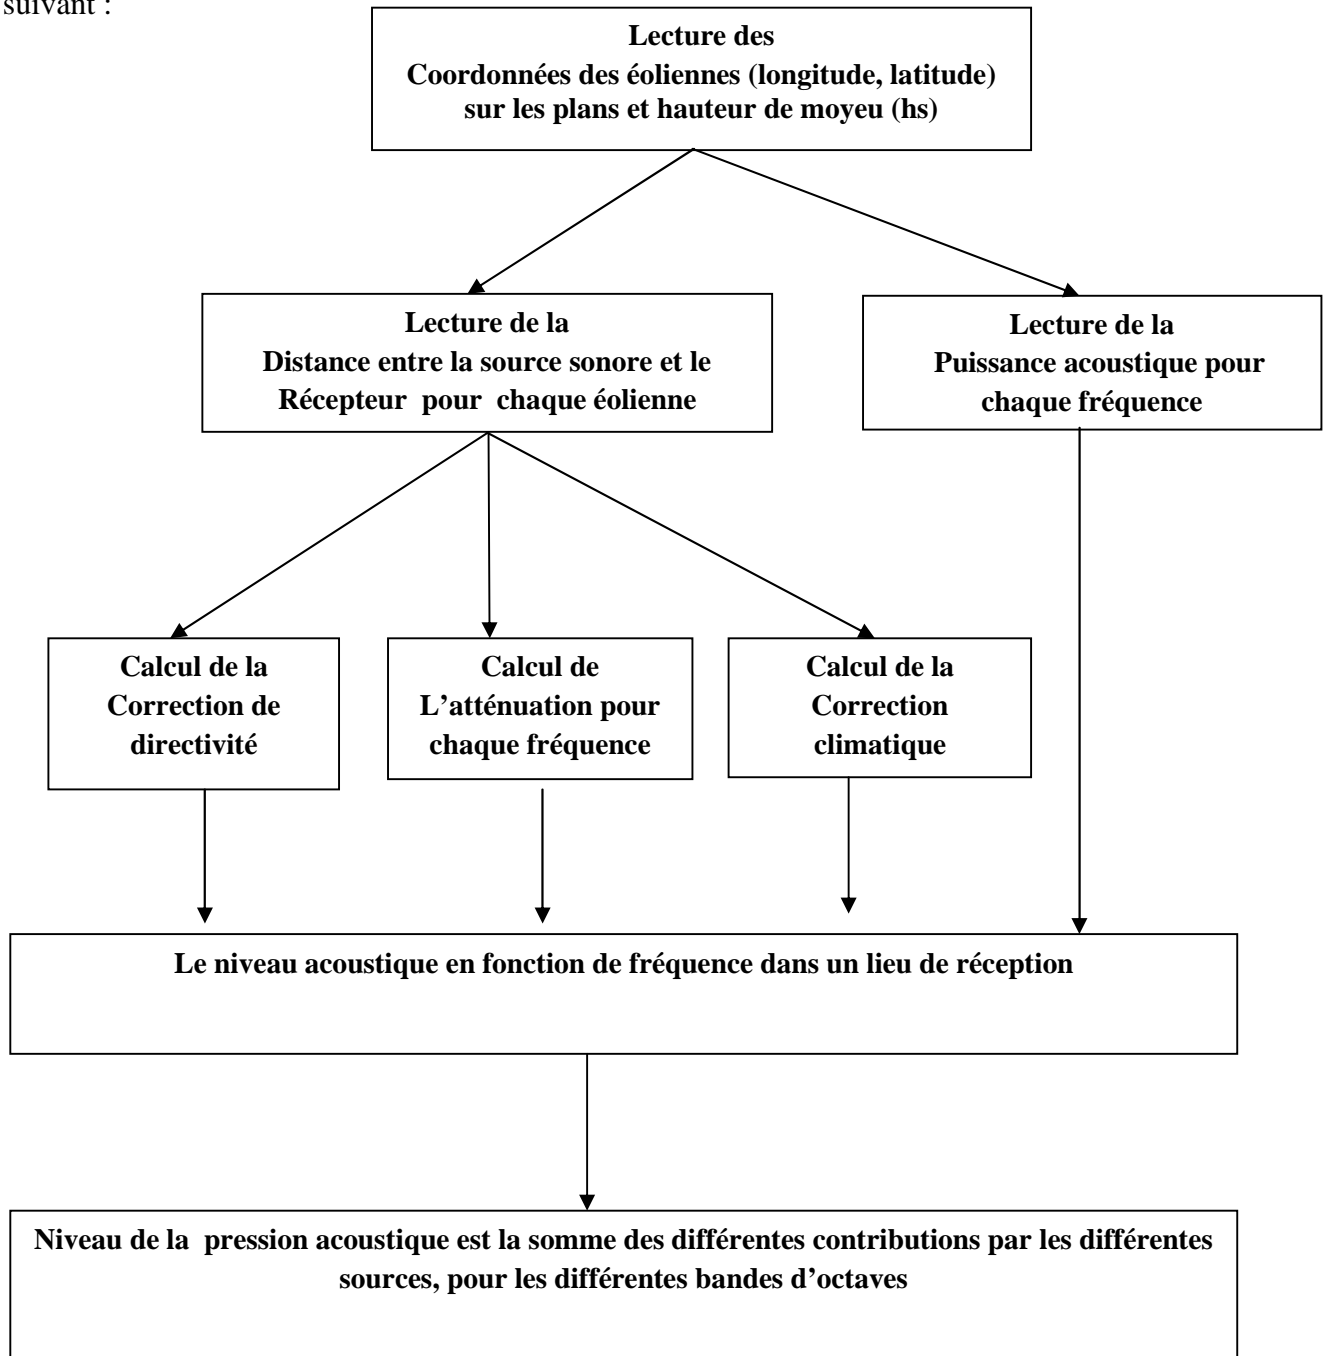 suivant :
Lecture des
Coordonnées des éoliennes (longitude, latitude)
sur les plans et hauteur de moyeu (hs)
Lecture de la
Distance entre la source sonore et le
Récepteur pour chaque éolienne
Lecture de la
Puissance acoustique pour
chaque fréquence
Calcul de la
Correction de
directivité
Calcul de
L’atténuation pour
chaque fréquence
Calcul de la
Correction
climatique
Le niveau acoustique en fonction de fréquence dans un lieu de réception
Niveau de la pression acoustique est la somme des différentes contributions par les différentes
sources, pour les différentes bandes d’octaves